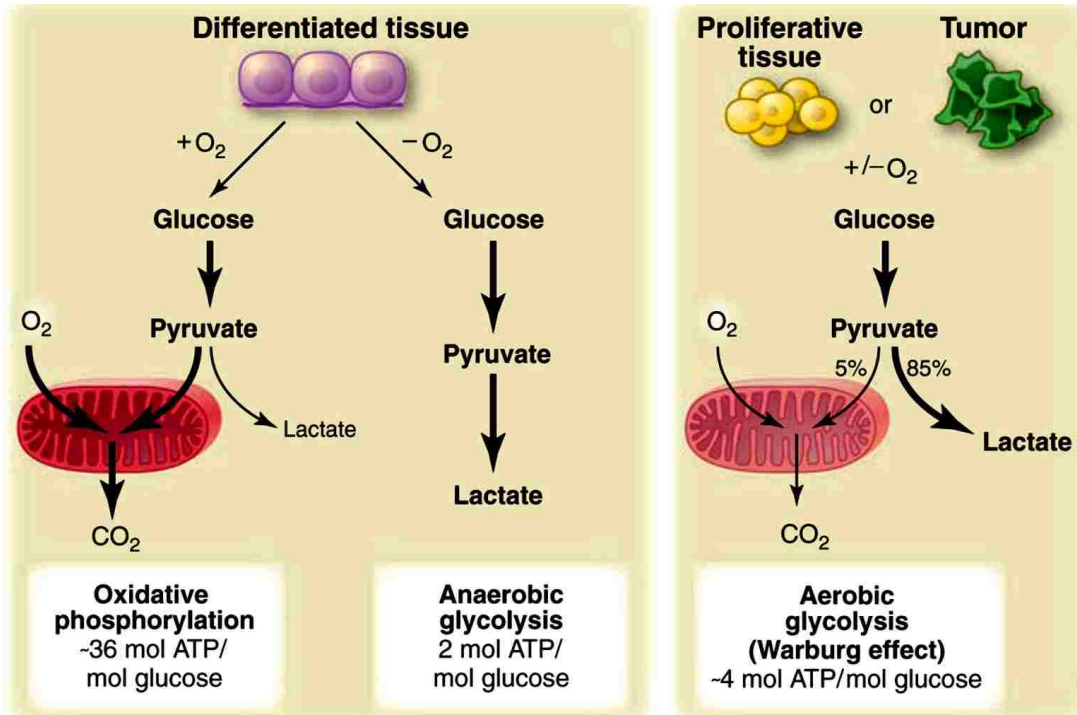 Differentiated tissue
+O₂
−O₂
Glucose
Glucose
O₂
Pyruvate
Pyruvate
Lactate
Lactate
CO₂
Oxidative
phosphorylation
~36 mol ATP/
mol glucose
Anaerobic
glycolysis
2 mol ATP/
mol glucose
Proliferative
tissue
or
Tumor
+/−O₂
Glucose
O₂
Pyruvate
5%
85%
Lactate
CO₂
Aerobic
glycolysis
(Warburg effect)
~4 mol ATP/mol glucose